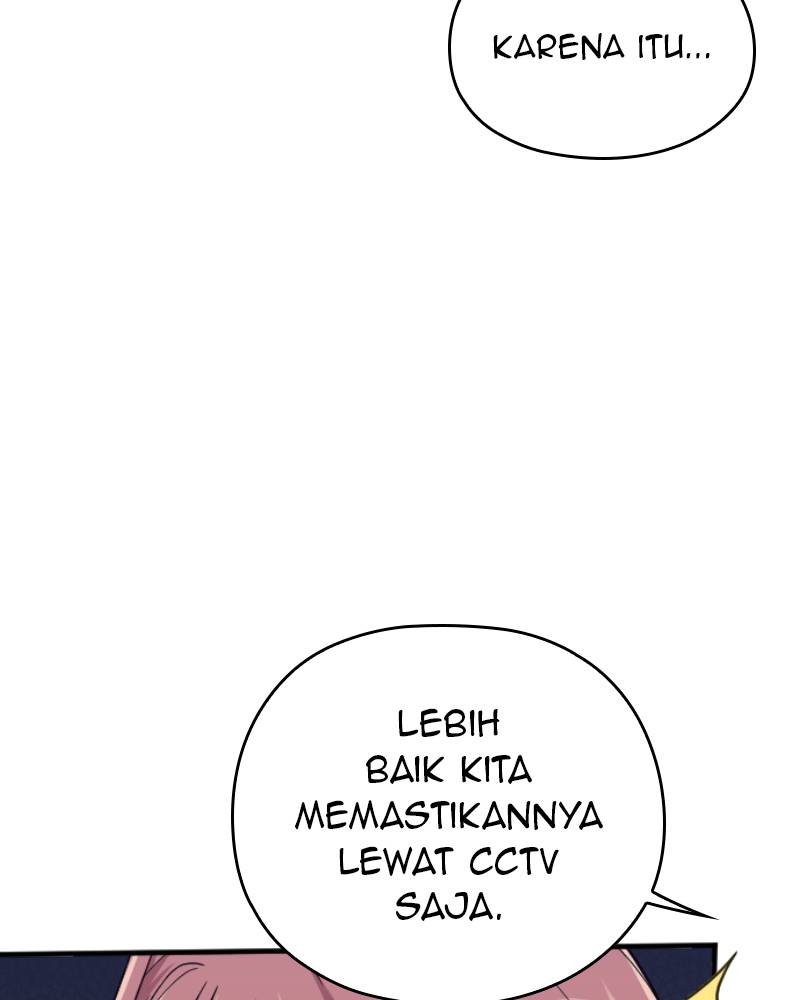 KARENA ITU...
LEBIH
BAIK KITA
MEMASTIKANNYA
LEWAT CCTV
SAJA.